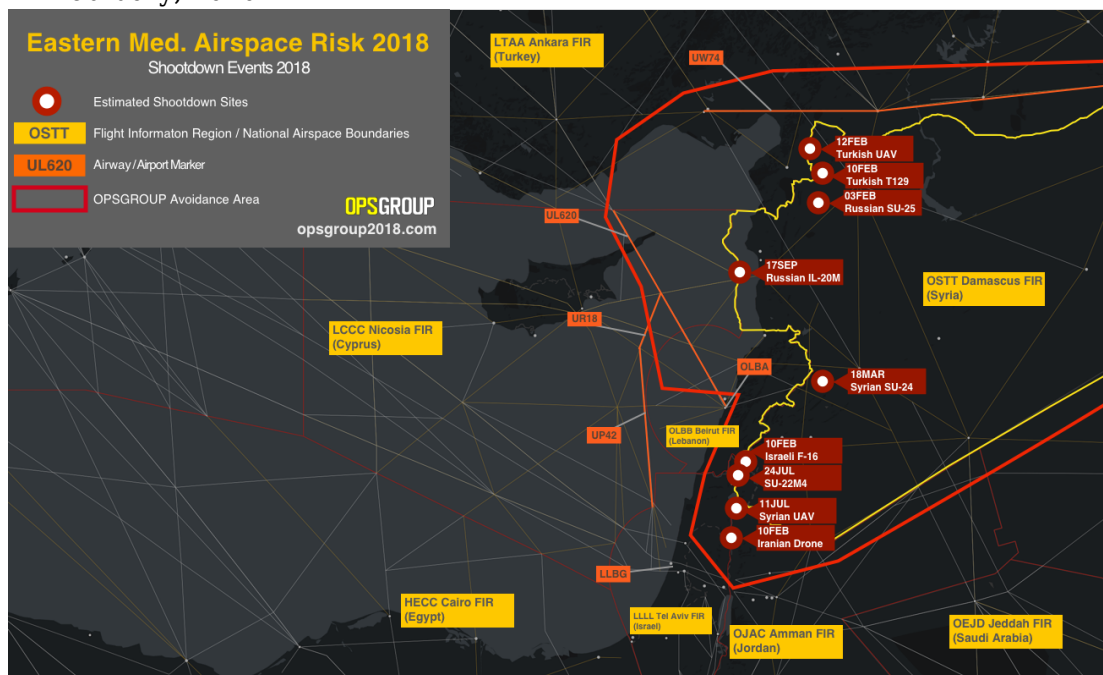 Eastern Med. Airspace Risk 2018
Shootdown Events 2018
Estimated Shootdown Sites
OSTT
Flight Informaton Region / National Airspace Boundaries
UL620
Airway/Airport Marker
OPSGROUP Avoidance Area
OPSGROUP
opsgroup2018.com
LTAA Ankara FIR
(Turkey)
UW74
12FEB
Turkish UAV
10FEB
Turkish T129
03FEB
Russian SU-25
UL620
17SEP
Russian IL-20M
OSTT Damascus FIR
(Syria)
LCCC Nicosia FIR
(Cyprus)
UR18
OLBA
18MAR
Syrian SU-24
UP42
OLBB Beirut FIR
(Lebanon)
10FEB
Israeli F-16
24JUL
SU-22M4
11JUL
Syrian UAV
10FEB
Iranian Drone
LLBG
HECC Cairo FIR
(Egypt)
LLLL Tel Aviv FIR
(Israel)
OJAC Amman FIR
(Jordan)
OEJD Jeddah FIR
(Saudi Arabia)